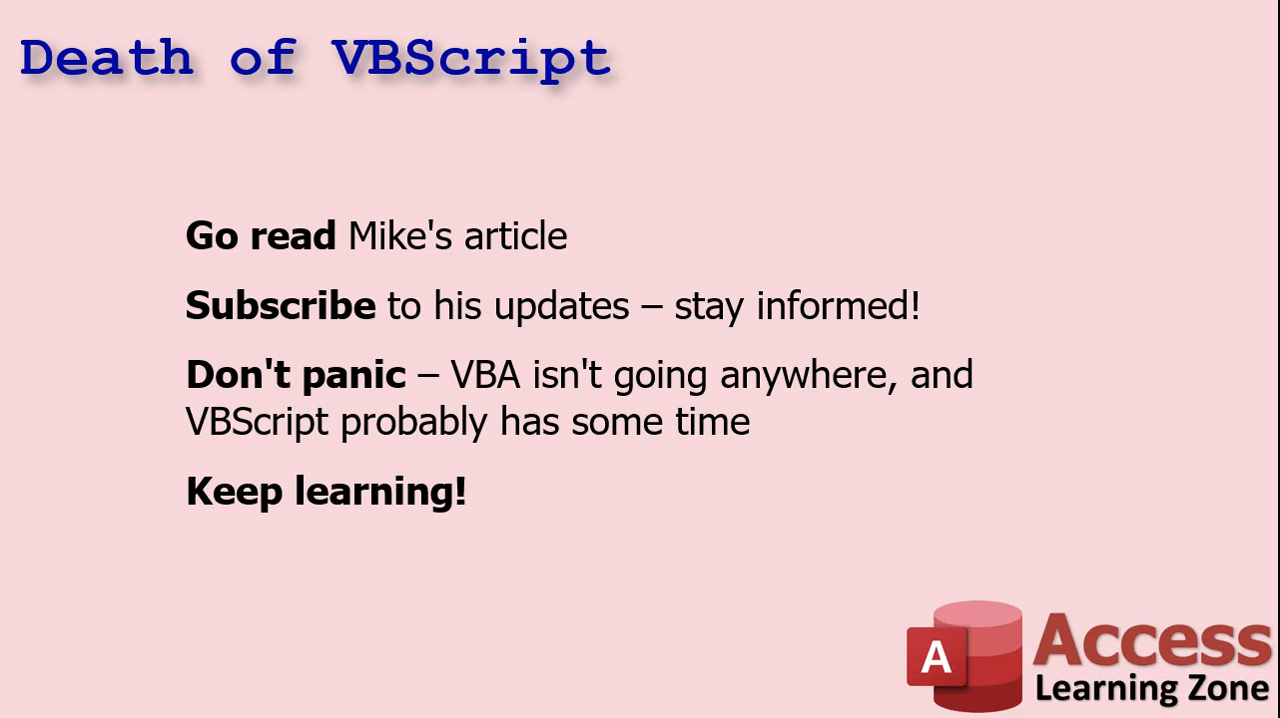 Death of VBScript
Go read Mike's article
Subscribe to his updates – stay informed!
Don't panic – VBA isn't going anywhere, and
VBScript probably has some time
Keep learning!
A
Access
Learning Zone